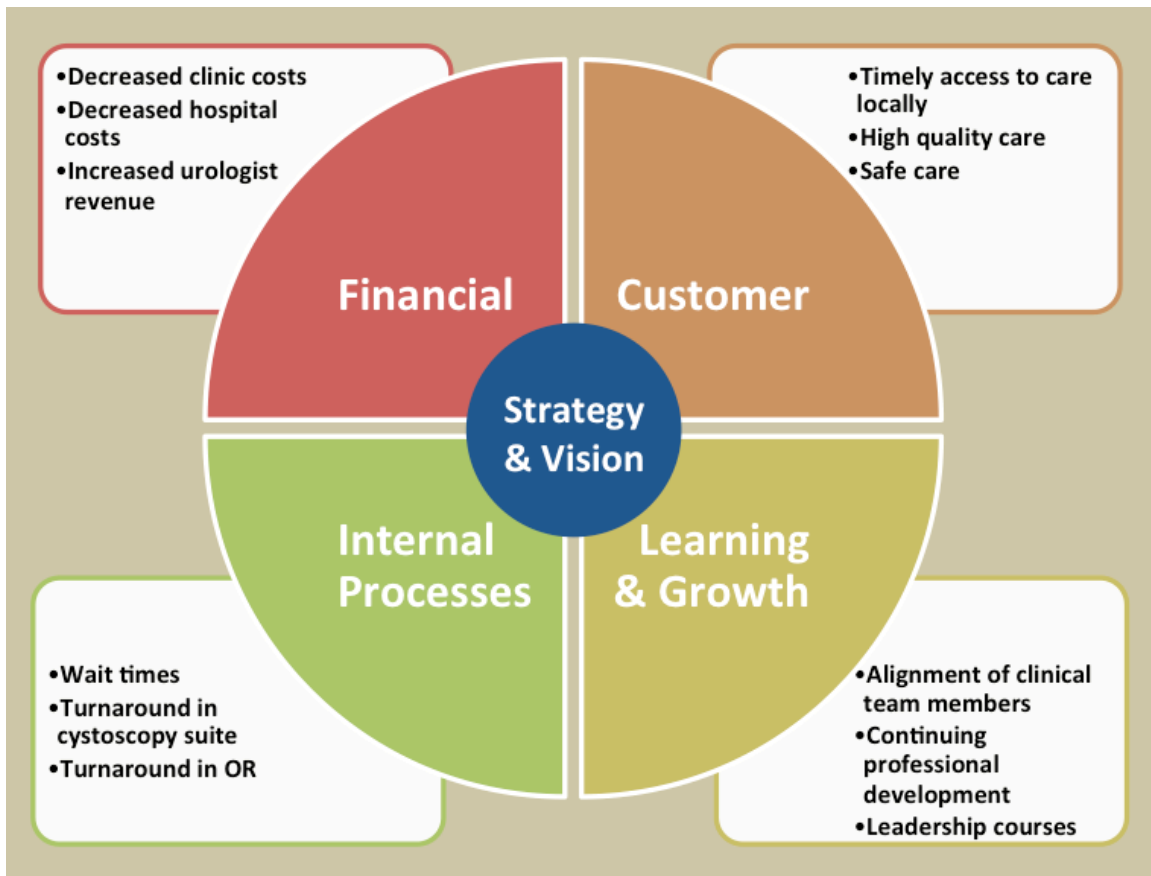 •Decreased clinic costs
•Decreased hospital
costs
•Increased urologist
revenue
•Timely access to care
locally
•High quality care
•Safe care
Financial
Customer
Strategy
& Vision
Internal
Processes
Learning
& Growth
•Wait times
•Turnaround in
cystoscopy suite
•Turnaround in OR
•Alignment of clinical
team members
•Continuing
professional
development
•Leadership courses